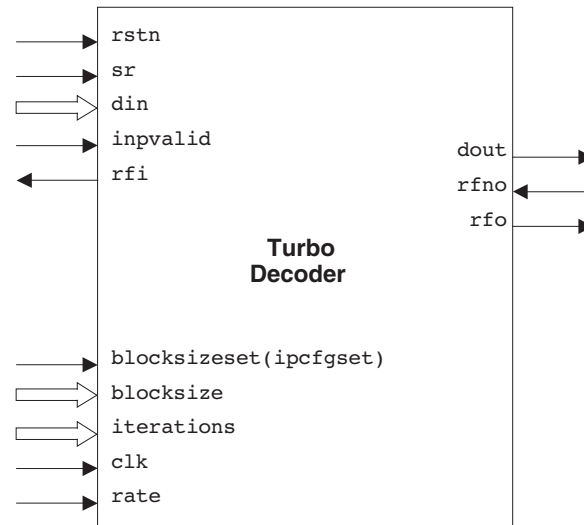 rstn
sr
din
inpvalid
rfi
dout
rfno
rfo
Turbo
Decoder
blocksizeset(ipcfgset)
blocksize
iterations
clk
rate